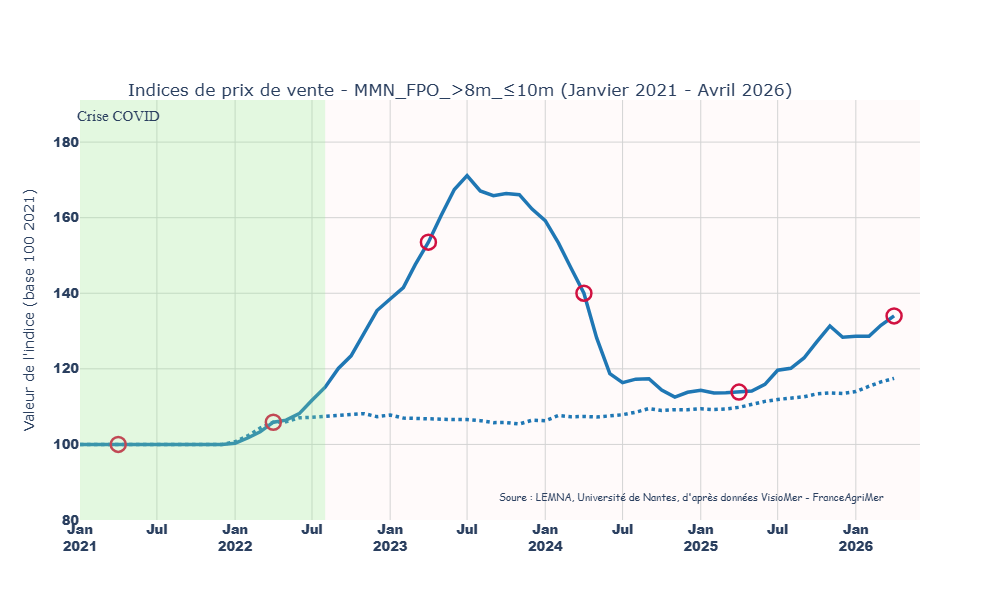 Indices de prix de vente - MMN_FPO_>8m_≤10m (Janvier 2021 - Avril 2026)
Crise COVID
Valeur de l'indice (base 100 2021)
180
160
140
120
100
80
Soure : LEMNA, Université de Nantes, d'après données VisioMer - FranceAgriMer
Jan Jul Jan Jul Jan Jul Jan Jul Jan Jul Jan
2021 2022 2023 2024 2025 2026